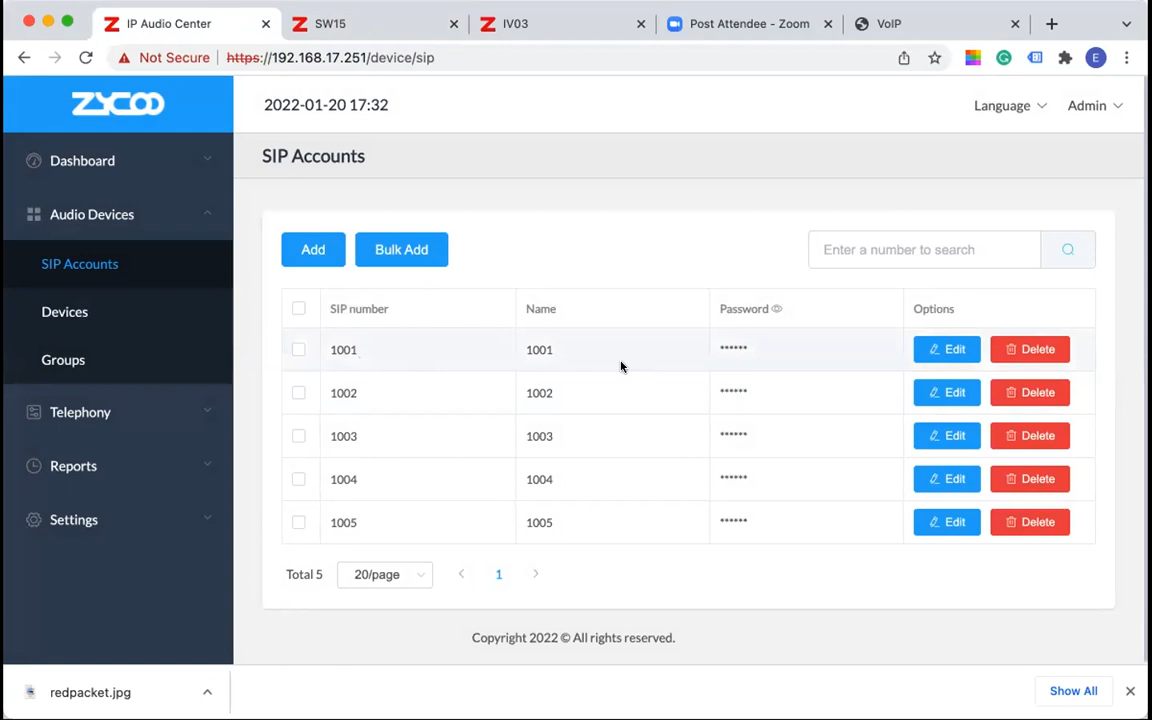 IP Audio Center
SW15
IV03
Post Attendee - Zoom
VoIP
Not Secure
https://192.168.17.251/device/sip
E
ZYCOO
2022-01-20 17:32
Language
Admin
Dashboard
Audio Devices
SIP Accounts
Devices
Groups
Telephony
Reports
Settings
SIP Accounts
Add
Bulk Add
Enter a number to search
SIP number
Name
Password
Options
1001
1001
******
Edit
Delete
1002
1002
******
Edit
Delete
1003
1003
******
Edit
Delete
1004
1004
******
Edit
Delete
1005
1005
******
Edit
Delete
Total 5
20/page
1
Copyright 2022 © All rights reserved.
redpacket.jpg
Show All